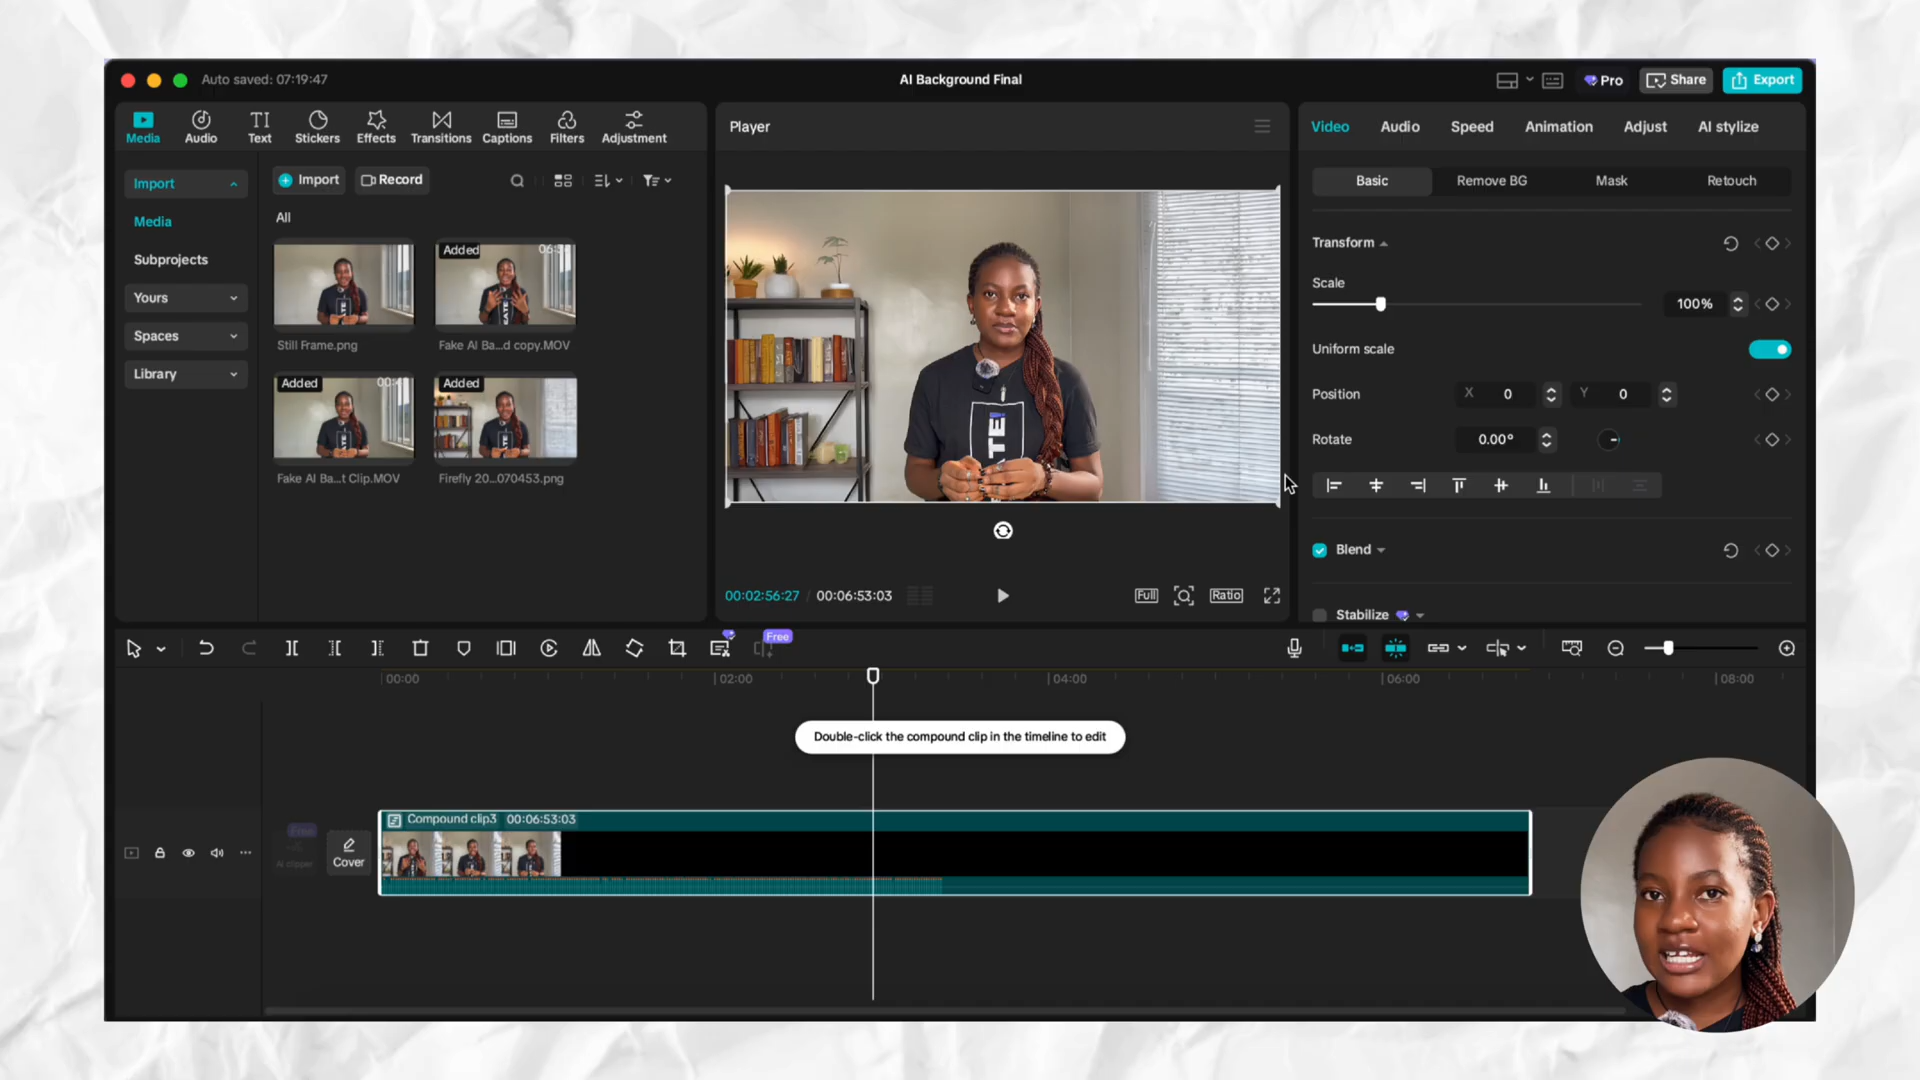 Auto saved: 07:19:47
AI Background Final
Pro
Share
Export
Media
Audio
Text
Stickers
Effects
Transitions
Captions
Filters
Adjustment
Import
Media
Subprojects
Yours
Spaces
Library
Import
Record
All
Added
Still Frame.png
Fake AI Ba...d copy.MOV
Added
Added
Fake AI Ba...t Clip.MOV
Firefly 20...070453.png
Player
00:02:56:27 / 00:06:53:03
Full
Ratio
Video
Audio
Speed
Animation
Adjust
AI stylize
Basic
Remove BG
Mask
Retouch
Transform
Scale
100%
Uniform scale
Position
X 0
Y 0
Rotate
0.00°
Blend
Stabilize
Free
00:00
02:00
04:00
06:00
08:00
Double-click the compound clip in the timeline to edit
Free
AI clipper
Cover
Compound clip3 00:06:53:03